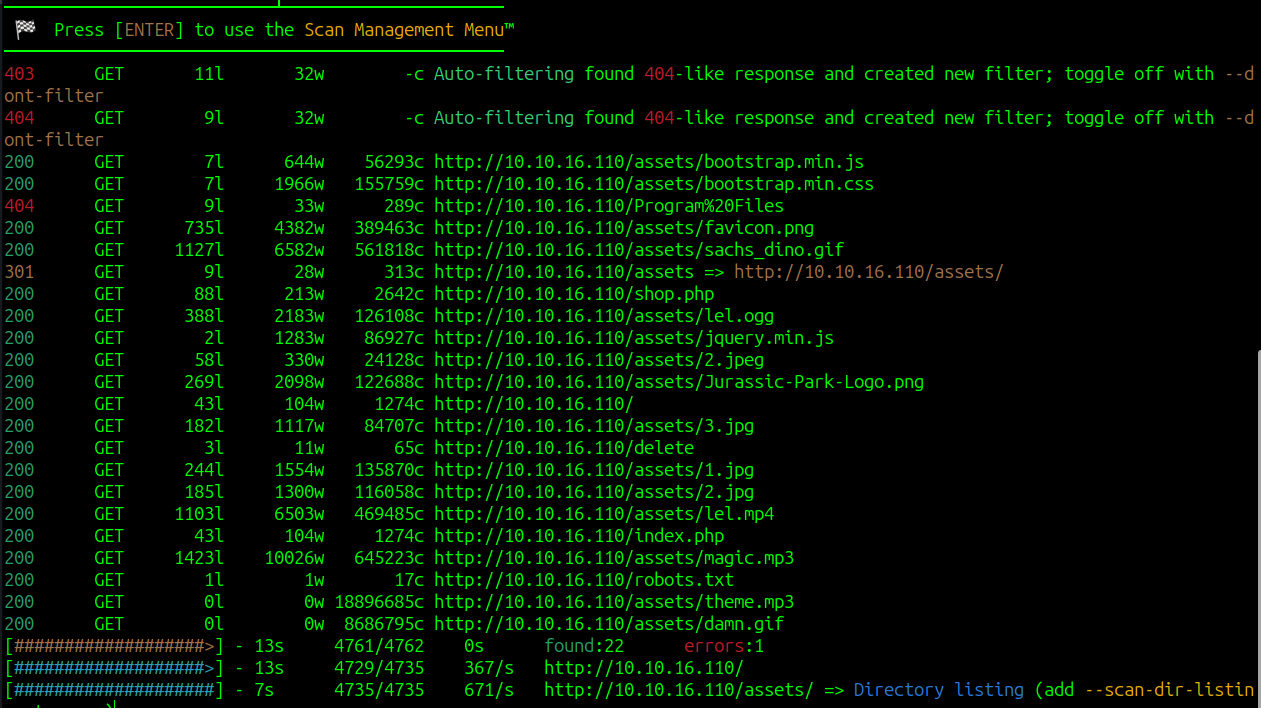 Press [ENTER] to use the Scan Management Menu™
403 GET 11l 32w -c Auto-filtering found 404-like response and created new filter; toggle off with --d
ont-filter
404 GET 9l 32w -c Auto-filtering found 404-like response and created new filter; toggle off with --d
ont-filter
200 GET 7l 644w 56293c http://10.10.16.110/assets/bootstrap.min.js
200 GET 7l 1966w 155759c http://10.10.16.110/assets/bootstrap.min.css
404 GET 9l 33w 289c http://10.10.16.110/Program%20Files
200 GET 735l 4382w 389463c http://10.10.16.110/assets/favicon.png
200 GET 1127l 6582w 561818c http://10.10.16.110/assets/sachs_dino.gif
301 GET 9l 28w 313c http://10.10.16.110/assets => http://10.10.16.110/assets/
200 GET 88l 213w 2642c http://10.10.16.110/shop.php
200 GET 388l 2183w 126108c http://10.10.16.110/assets/lel.ogg
200 GET 2l 1283w 86927c http://10.10.16.110/assets/jquery.min.js
200 GET 58l 330w 24128c http://10.10.16.110/assets/2.jpeg
200 GET 269l 2098w 122688c http://10.10.16.110/assets/Jurassic-Park-Logo.png
200 GET 43l 104w 1274c http://10.10.16.110/
200 GET 182l 1117w 84707c http://10.10.16.110/assets/3.jpg
200 GET 3l 11w 65c http://10.10.16.110/delete
200 GET 244l 1554w 135870c http://10.10.16.110/assets/1.jpg
200 GET 185l 1300w 116058c http://10.10.16.110/assets/2.jpg
200 GET 1103l 6503w 469485c http://10.10.16.110/assets/lel.mp4
200 GET 43l 104w 1274c http://10.10.16.110/index.php
200 GET 1423l 10026w 645223c http://10.10.16.110/assets/magic.mp3
200 GET 1l 1w 17c http://10.10.16.110/robots.txt
200 GET 0l 0w 18896685c http://10.10.16.110/assets/theme.mp3
200 GET 0l 0w 8686795c http://10.10.16.110/assets/damn.gif
[###################>] - 13s 4761/4762 0s found:22 errors:1
[###################>] - 13s 4729/4735 367/s http://10.10.16.110/
[####################] - 7s 4735/4735 671/s http://10.10.16.110/assets/ => Directory listing (add --scan-dir-listin